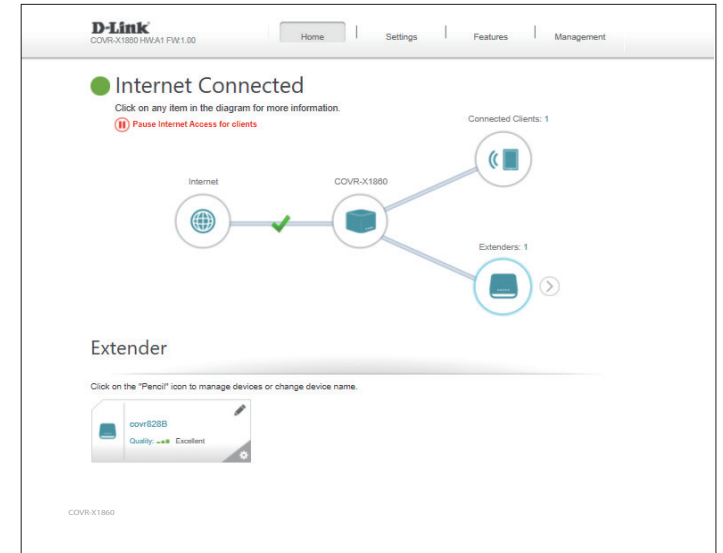 D-Link
COVR-X1860 HW:A1 FW:1.00
Home
Settings
Features
Management
Internet Connected
Click on any item in the diagram for more information.
Pause Internet Access for clients
Connected Clients: 1
Internet
COVR-X1860
Extenders: 1
Extender
Click on the "Pencil" icon to manage devices or change device name.
covr828B
Quality: Excellent
COVR-X1860